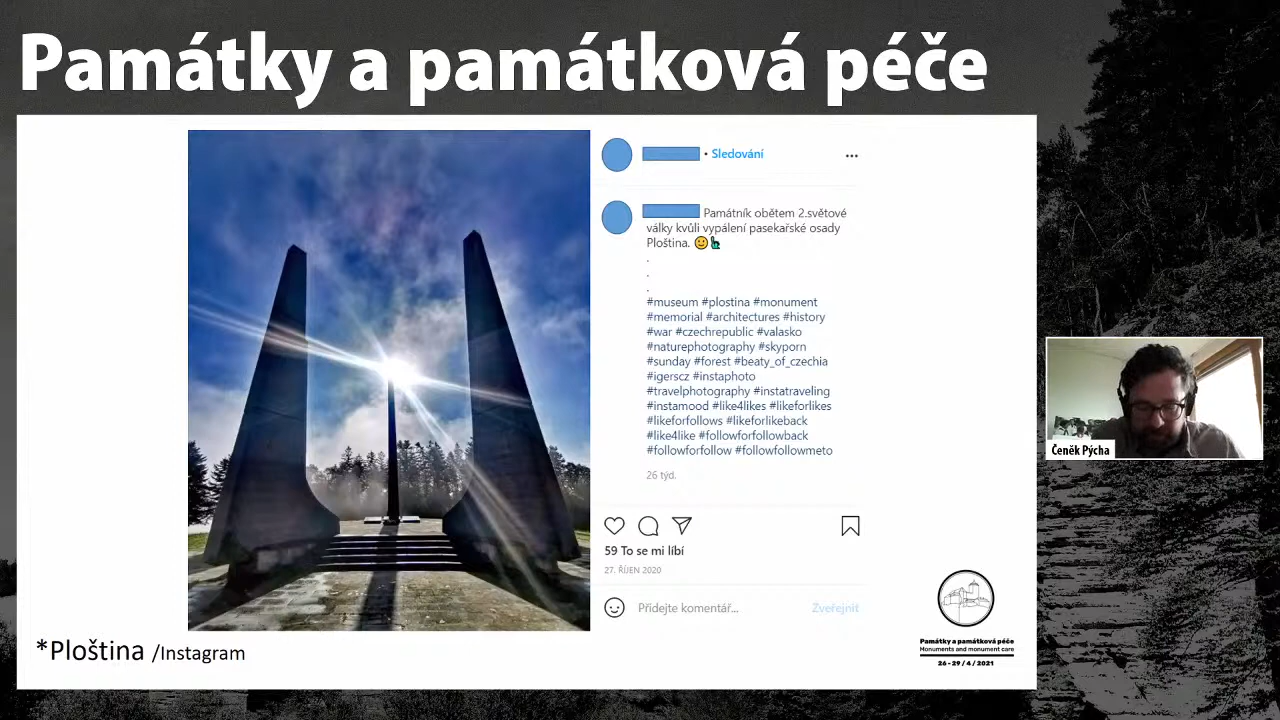 Památky a památková péče
• Sledování
...
Památník obětem 2.světové
války kvůli vypálení pasekařské osady
Ploština.
.
.
.
#museum #plostina #monument
#memorial #architectures #history
#war #czechrepublic #valasko
#naturephotography #skyporn
#sunday #forest #beaty_of_czechia
#igerscz #instaphoto
#travelphotography #instatraveling
#instamood #like4likes #likeforlikes
#likeforfollows #likeforlikeback
#like4like #followforfollowback
#followforfollow #followfollowmeto
26 týd.
59 To se mi líbí
27. ŘÍJEN 2020
Přidejte komentář...
Zveřejnit
*Ploština /Instagram
Památky a památková péče
Monuments and monument care
26 - 29 / 4 / 2021
Čeněk Pýcha